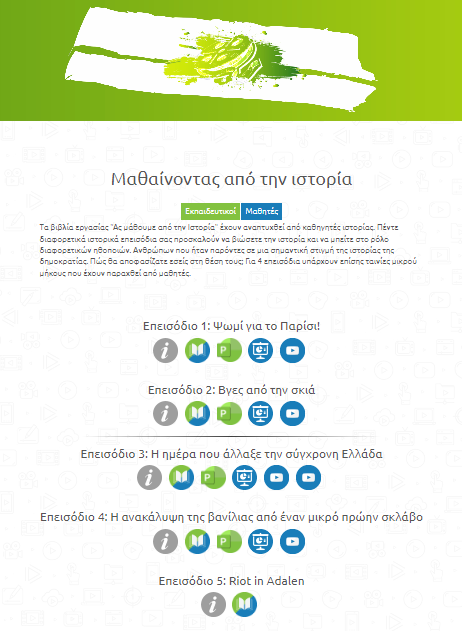 Μαθαίνοντας από την ιστορία
Εκπαιδευτικοί Μαθητές
Τα βιβλία εργασίας "Ας μάθουμε από την Ιστορία" έχουν αναπτυχθεί από καθηγητές ιστορίας. Πέντε
διαφορετικά ιστορικά επεισόδια σας προσκαλούν να βιώσετε την ιστορία και να μπείτε στο ρόλο
διαφορετικών ηθοποιών. Ανθρώπων που ήταν παρόντες σε μια σημαντική στιγμή της ιστορίας της
δημοκρατίας. Πώς θα αποφασίζατε εσείς στη θέση τους; Για 4 επεισόδια υπάρχουν επίσης ταινίες μικρού
μήκους που έχουν παραχθεί από μαθητές.
Επεισόδιο 1: Ψωμί για το Παρίσι!
Επεισόδιο 2: Βγες από την σκιά
Επεισόδιο 3: Η ημέρα που άλλαξε την σύγχρονη Ελλάδα
Επεισόδιο 4: Η ανακάλυψη της βανίλιας από έναν μικρό πρώην σκλάβο
Επεισόδιο 5: Riot in Adalen